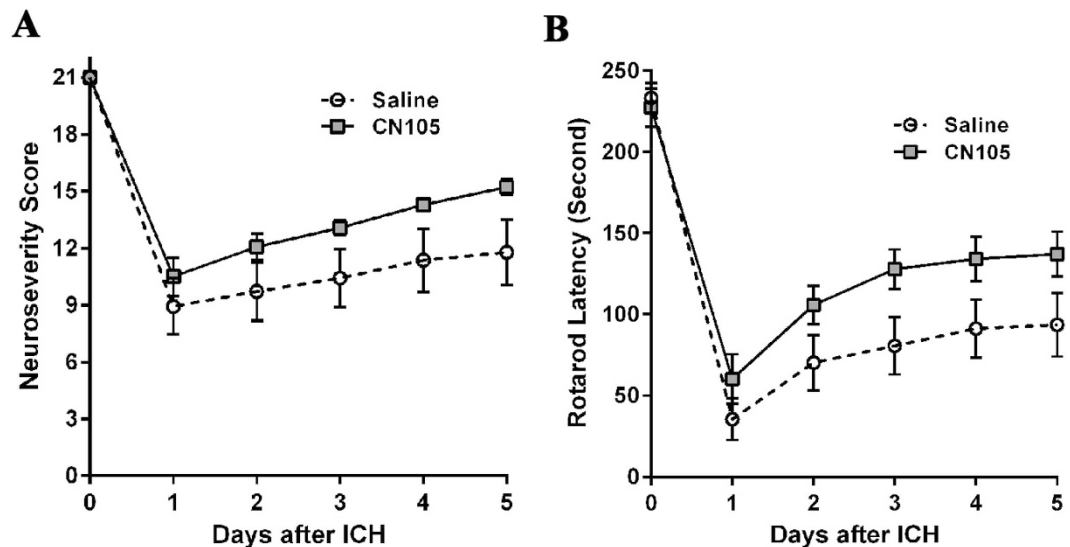 A
Neuroseverity Score
21
18
15
12
9
6
3
0
Saline
CN105
0 1 2 3 4 5
Days after ICH
B
Rotarod Latency (Second)
250
200
150
100
50
0
Saline
CN105
0 1 2 3 4 5
Days after ICH